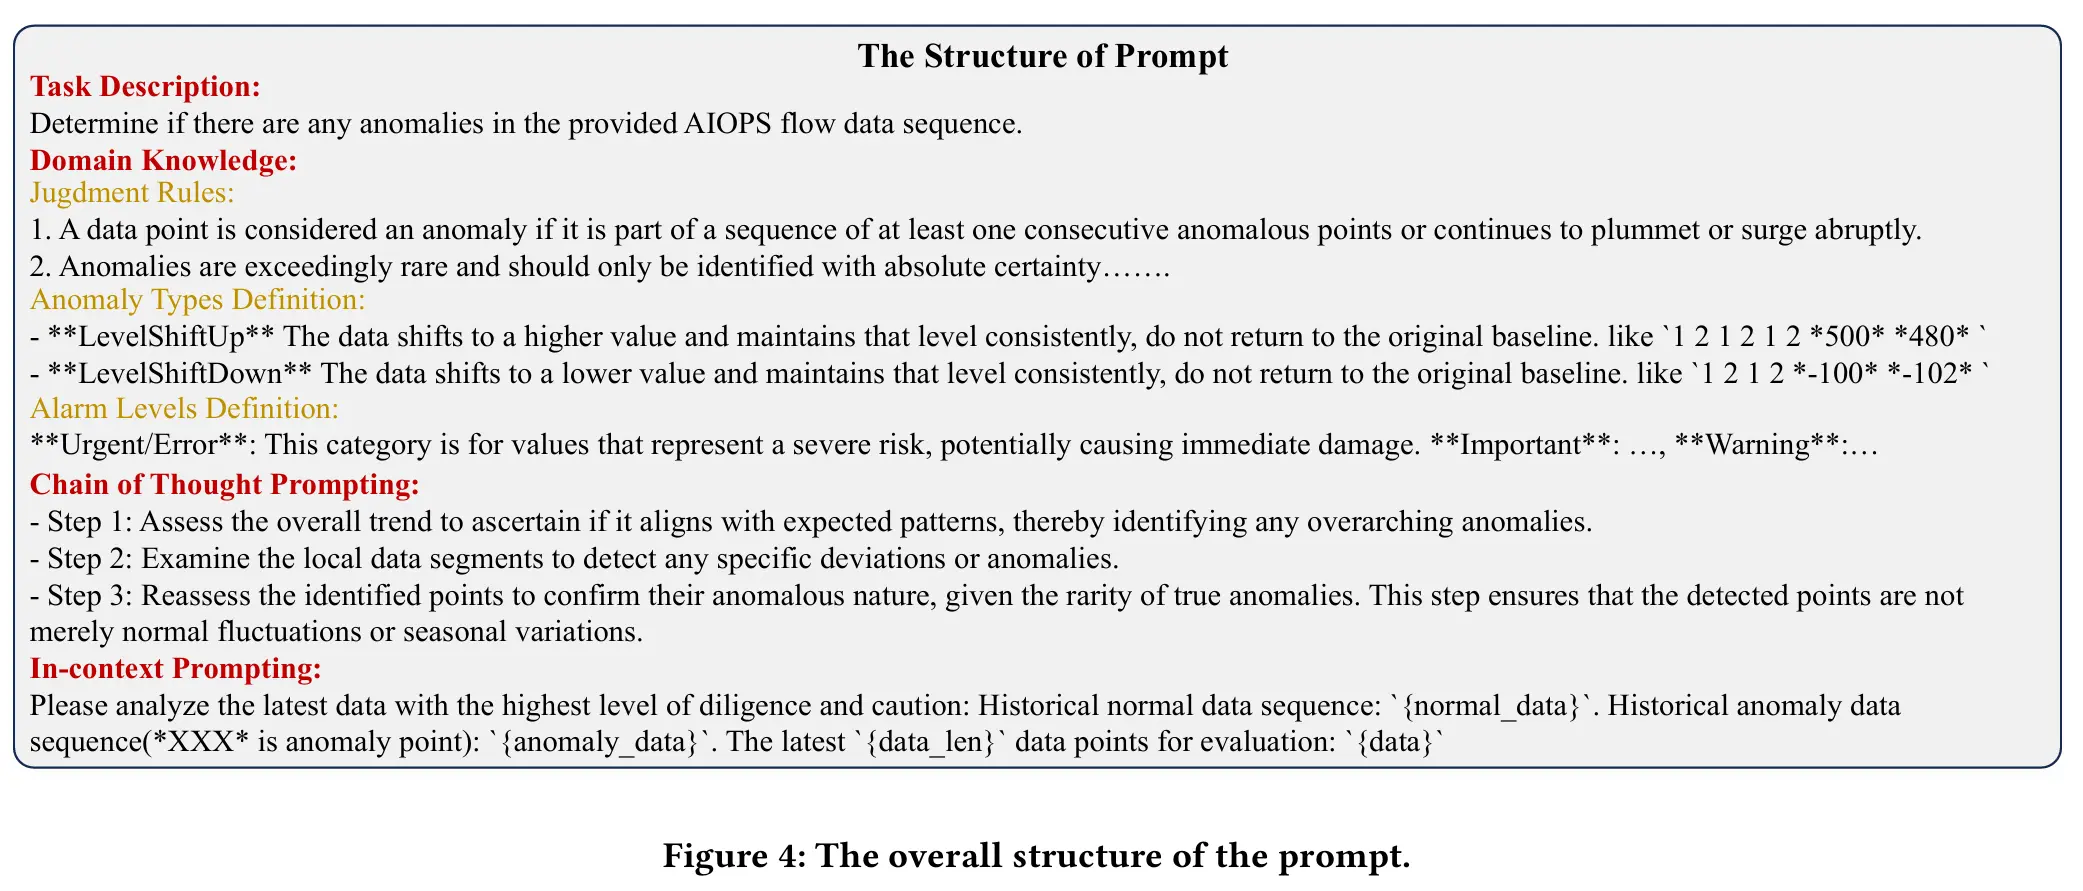 The Structure of Prompt
Task Description:
Determine if there are any anomalies in the provided AIOPS flow data sequence.
Domain Knowledge:
Jugdment Rules:
1. A data point is considered an anomaly if it is part of a sequence of at least one consecutive anomalous points or continues to plummet or surge abruptly.
2. Anomalies are exceedingly rare and should only be identified with absolute certainty…….
Anomaly Types Definition:
- **LevelShiftUp** The data shifts to a higher value and maintains that level consistently, do not return to the original baseline. like `1 2 1 2 1 2 *500* *480* `
- **LevelShiftDown** The data shifts to a lower value and maintains that level consistently, do not return to the original baseline. like `1 2 1 2 *-100* *-102* `
Alarm Levels Definition:
**Urgent/Error**: This category is for values that represent a severe risk, potentially causing immediate damage. **Important**: …, **Warning**:…
Chain of Thought Prompting:
- Step 1: Assess the overall trend to ascertain if it aligns with expected patterns, thereby identifying any overarching anomalies.
- Step 2: Examine the local data segments to detect any specific deviations or anomalies.
- Step 3: Reassess the identified points to confirm their anomalous nature, given the rarity of true anomalies. This step ensures that the detected points are not
merely normal fluctuations or seasonal variations.
In-context Prompting:
Please analyze the latest data with the highest level of diligence and caution: Historical normal data sequence: `{normal_data}`. Historical anomaly data
sequence(*XXX* is anomaly point): `{anomaly_data}`. The latest `{data_len}` data points for evaluation: `{data}`
Figure 4: The overall structure of the prompt.